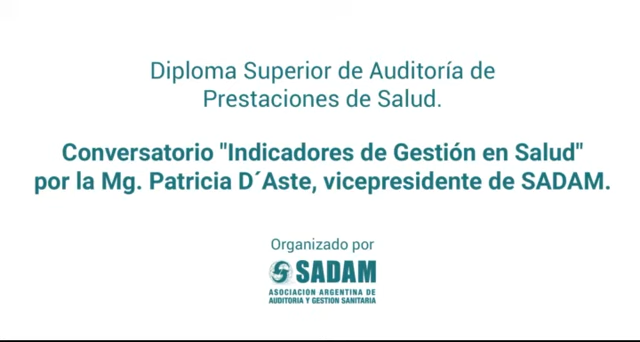 Diploma Superior de Auditoría de
Prestaciones de Salud.
Conversatorio "Indicadores de Gestión en Salud"
por la Mg. Patricia D´Aste, vicepresidente de SADAM.
Organizado por
SADAM
ASOCIACION ARGENTINA DE
AUDITORIA Y GESTION SANITARIA